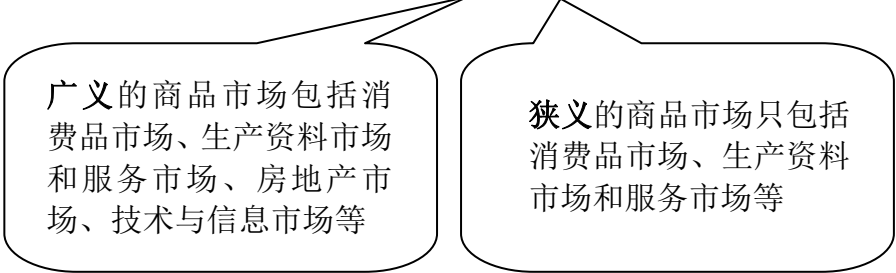 广义的商品市场包括消
费品市场、生产资料市场
和服务市场、房地产市
场、技术与信息市场等
狭义的商品市场只包括
消费品市场、生产资料
市场和服务市场等